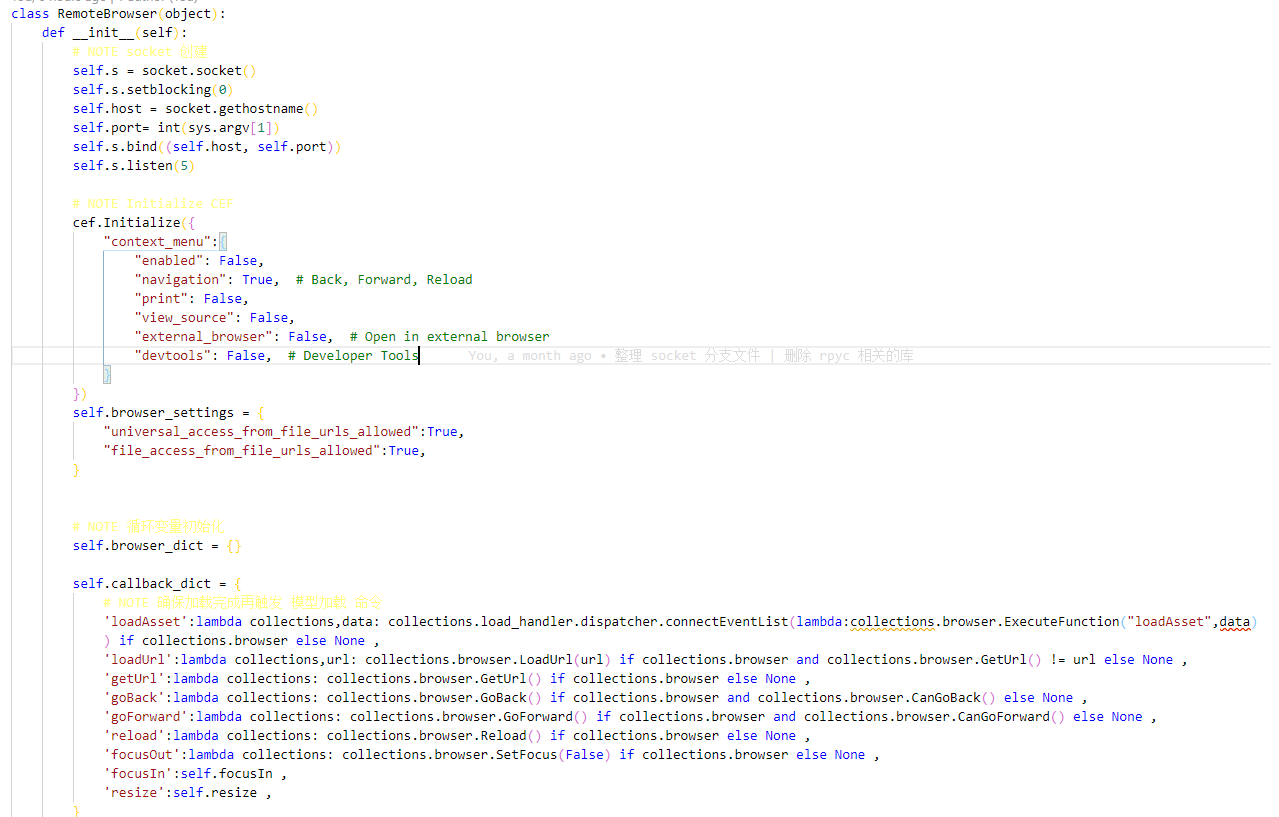 class RemoteBrowser(object):
def __init__(self):
# NOTE socket 创建
self.s = socket.socket()
self.s.setblocking(0)
self.host = socket.gethostname()
self.port= int(sys.argv[1])
self.s.bind((self.host, self.port))
self.s.listen(5)
# NOTE Initialize CEF
cef.Initialize({
"context_menu":{
"enabled": False,
"navigation": True,  # Back, Forward, Reload
"print": False,
"view_source": False,
"external_browser": False,  # Open in external browser
"devtools": False,  # Developer Tools You, a month ago • 整理 socket 分支文件 | 删除 rpyc 相关的库
}
})
self.browser_settings = {
"universal_access_from_file_urls_allowed":True,
"file_access_from_file_urls_allowed":True,
}
# NOTE 循环变量初始化
self.browser_dict = {}
self.callback_dict = {
# NOTE 确保加载完成再触发 模型加载 命令
'loadAsset':lambda collections,data: collections.load_handler.dispatcher.connectEventList(lambda:collections.browser.ExecuteFunction("loadAsset",data)
) if collections.browser else None ,
'loadUrl':lambda collections,url: collections.browser.LoadUrl(url) if collections.browser and collections.browser.GetUrl() != url else None ,
'getUrl':lambda collections: collections.browser.GetUrl() if collections.browser else None ,
'goBack':lambda collections: collections.browser.GoBack() if collections.browser and collections.browser.CanGoBack() else None ,
'goForward':lambda collections: collections.browser.GoForward() if collections.browser and collections.browser.CanGoForward() else None ,
'reload':lambda collections: collections.browser.Reload() if collections.browser else None ,
'focusOut':lambda collections: collections.browser.SetFocus(False) if collections.browser else None ,
'focusIn':self.focusIn ,
'resize':self.resize ,
}